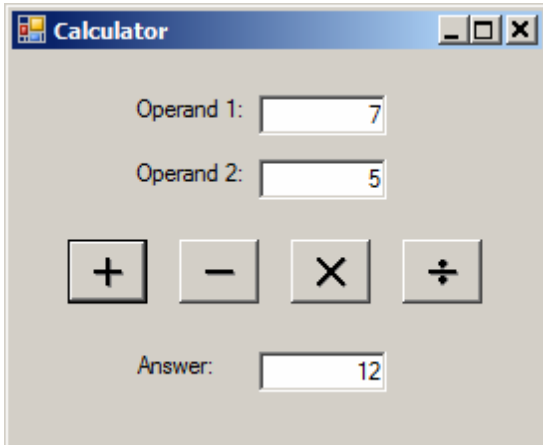 Calculator
Operand 1: 7
Operand 2: 5
+ − × ÷
Answer: 12